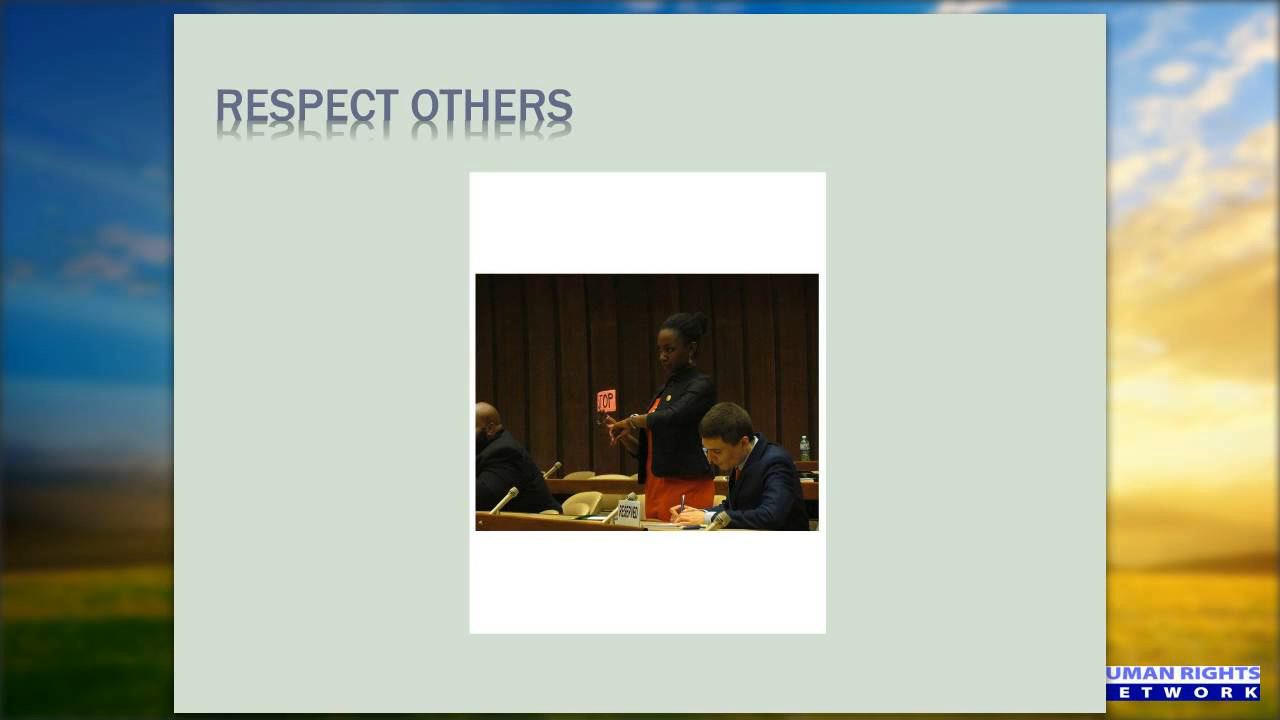 RESPECT OTHERS
TOP
RESERVED
UMAN RIGHTS
ETWORK